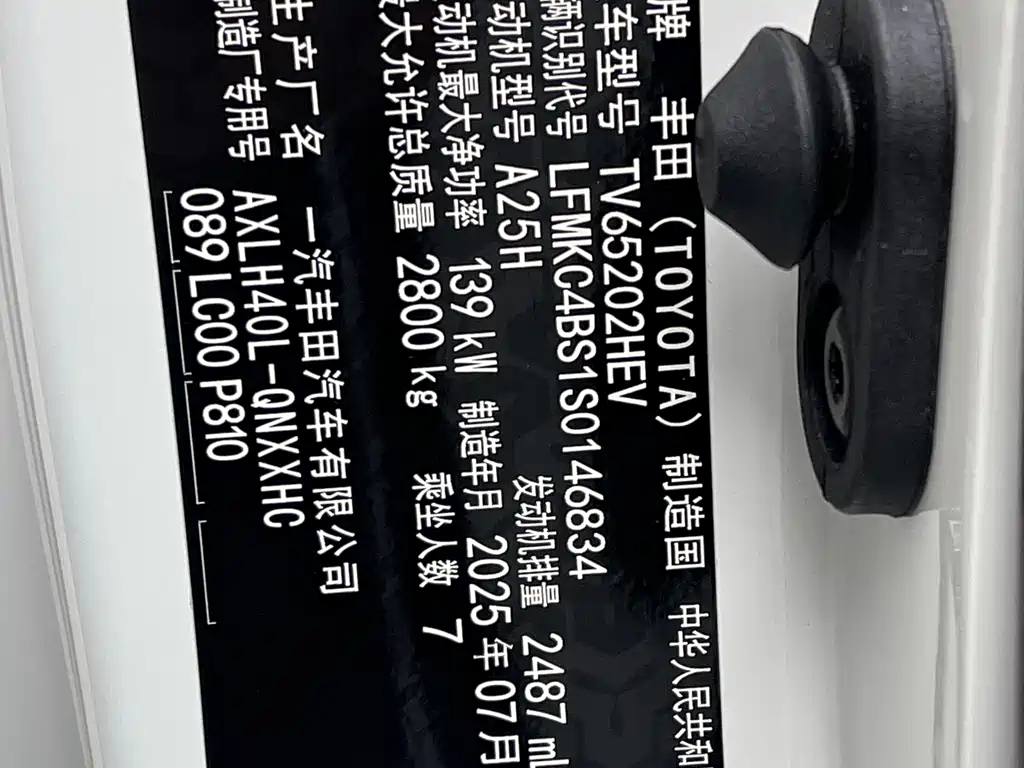 牌 丰田 (TOYOTA) 制造国 中华人民共和
车型号 TV65202HEV
辆识别代号 LFMKC4BS1S0146834
动机型号 A25H 发动机排量 2487 mL
动机最大净功率 139 kW 制造年月 2025 年 07 月
大允许总质量 2800 kg 乘坐人数 7
生产厂名 一汽丰田汽车有限公司
制造厂专用号 AXLH40L-QNXXHC
089 LC00 P810